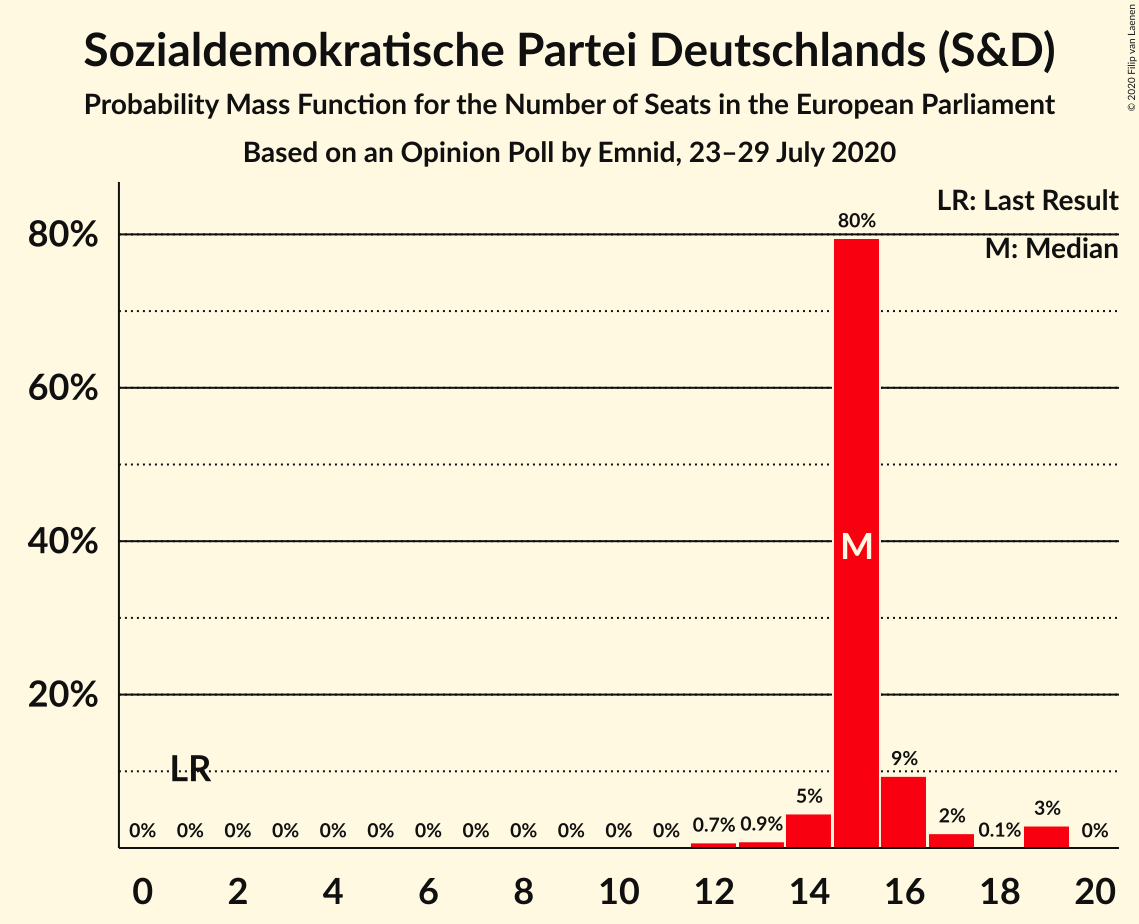 Sozialdemokratische Partei Deutschlands (S&D)
Probability Mass Function for the Number of Seats in the European Parliament
Based on an Opinion Poll by Emnid, 23–29 July 2020
© 2020 Filip van Laenen
LR: Last Result
M: Median
80%
60%
40%
20%
LR
M
0% 0% 0% 0% 0% 0% 0% 0% 0% 0% 0% 0% 0.7% 0.9% 5% 80% 9% 2% 0.1% 3% 0%
0 2 4 6 8 10 12 14 16 18 20